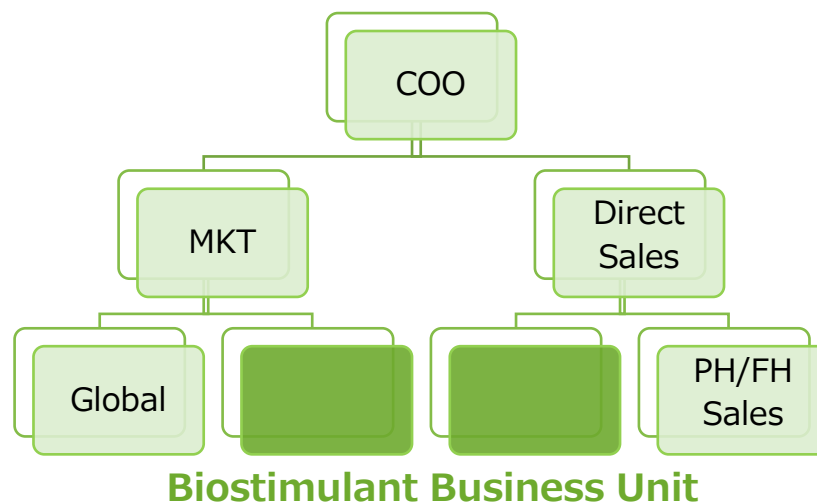 COO
MKT
Direct
Sales
Global
PH/FH
Sales
Biostimulant Business Unit